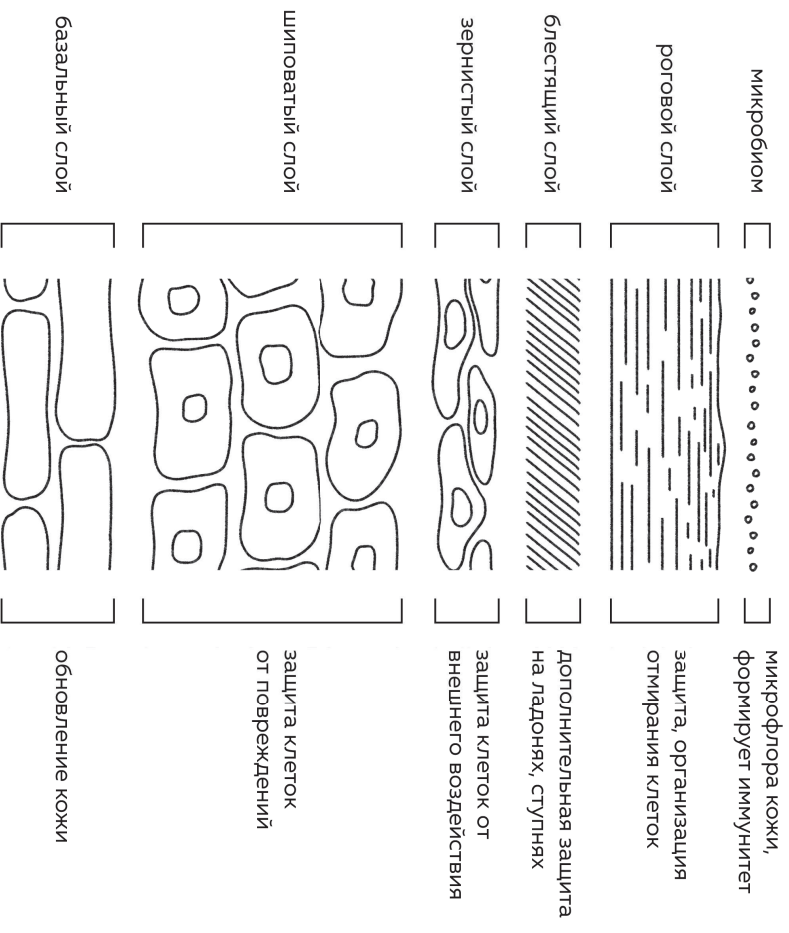 микробиом
микрофлора кожи,
формирует иммунитет
роговой слой
защита, организация
отмирания клеток
блестящий слой
дополнительная защита
на ладонях, ступнях
зернистый слой
защита клеток от
внешнего воздействия
шиповатый слой
защита клеток
от повреждений
базальный слой
обновление кожи